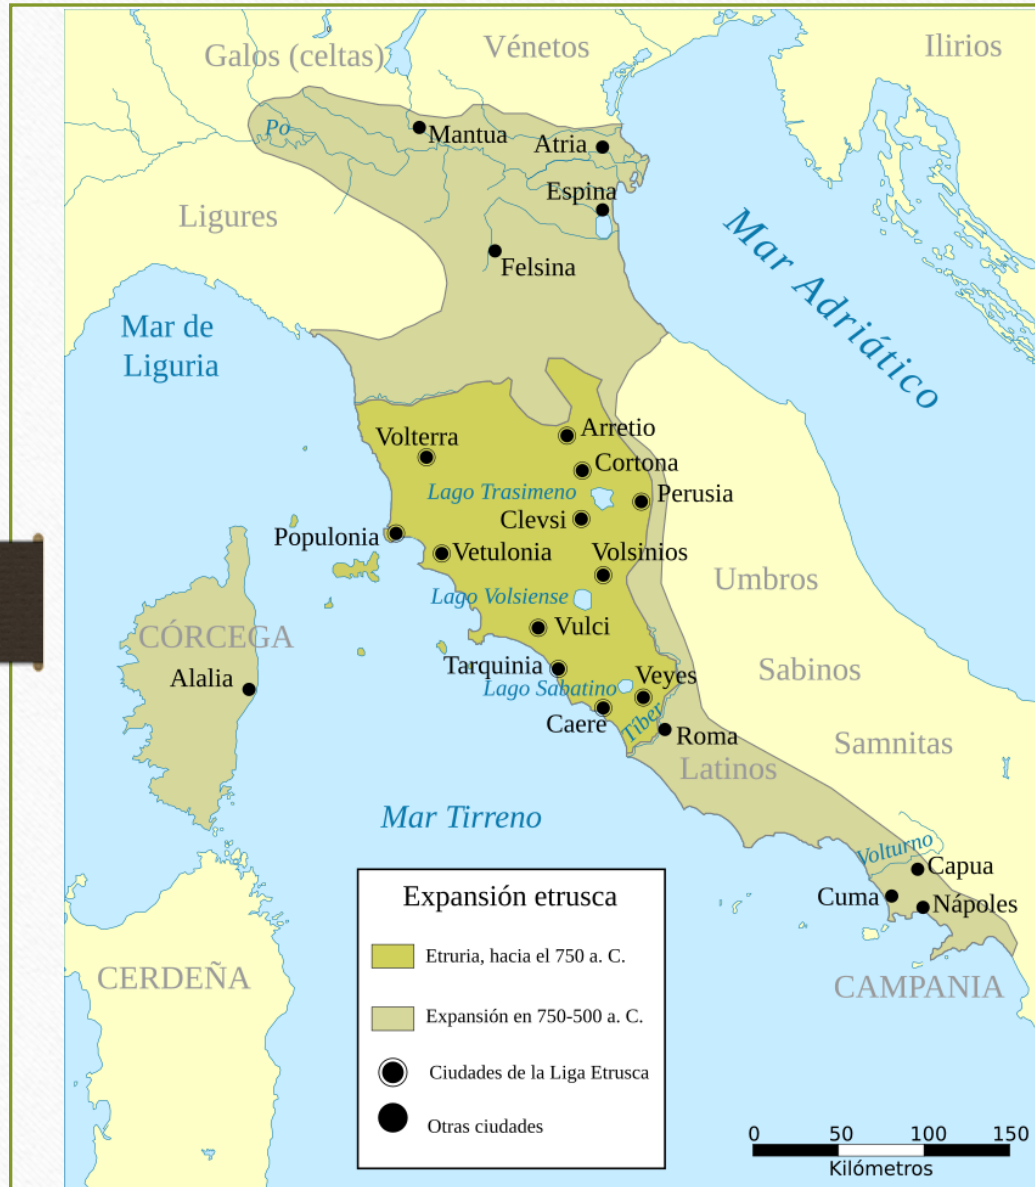 Galos (celtas)
Vénetos
Ilirios
Po
Mantua
Atria
Espina
Ligures
Felsina
Mar Adriático
Mar de
Liguria
Volterra
Arretio
Cortona
Lago Trasimeno
Perusia
Clevsi
Populonia
Vetulonia
Volsinios
Umbros
Lago Volsiense
CÓRCEGA
Vulci
Alalia
Tarquinia
Sabinos
Lago Sabatino
Veyes
Caere
Tíber
Roma
Samnitas
Latinos
Mar Tirreno
Volturno
Capua
Cuma
Nápoles
CERDEÑA
CAMPANIA
Expansión etrusca
Etruria, hacia el 750 a. C.
Expansión en 750-500 a. C.
Ciudades de la Liga Etrusca
Otras ciudades
0 50 100 150
Kilómetros